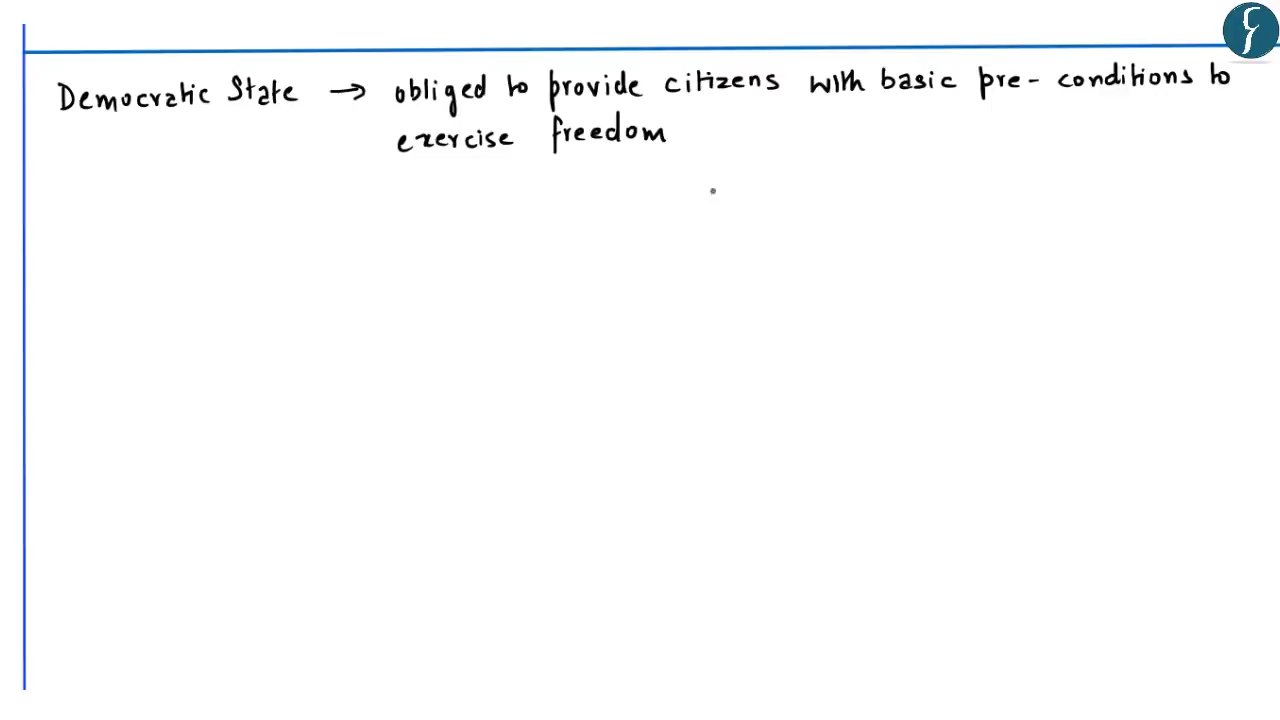 Democratic State → obliged to provide citizens with basic pre-conditions to
exercise freedom